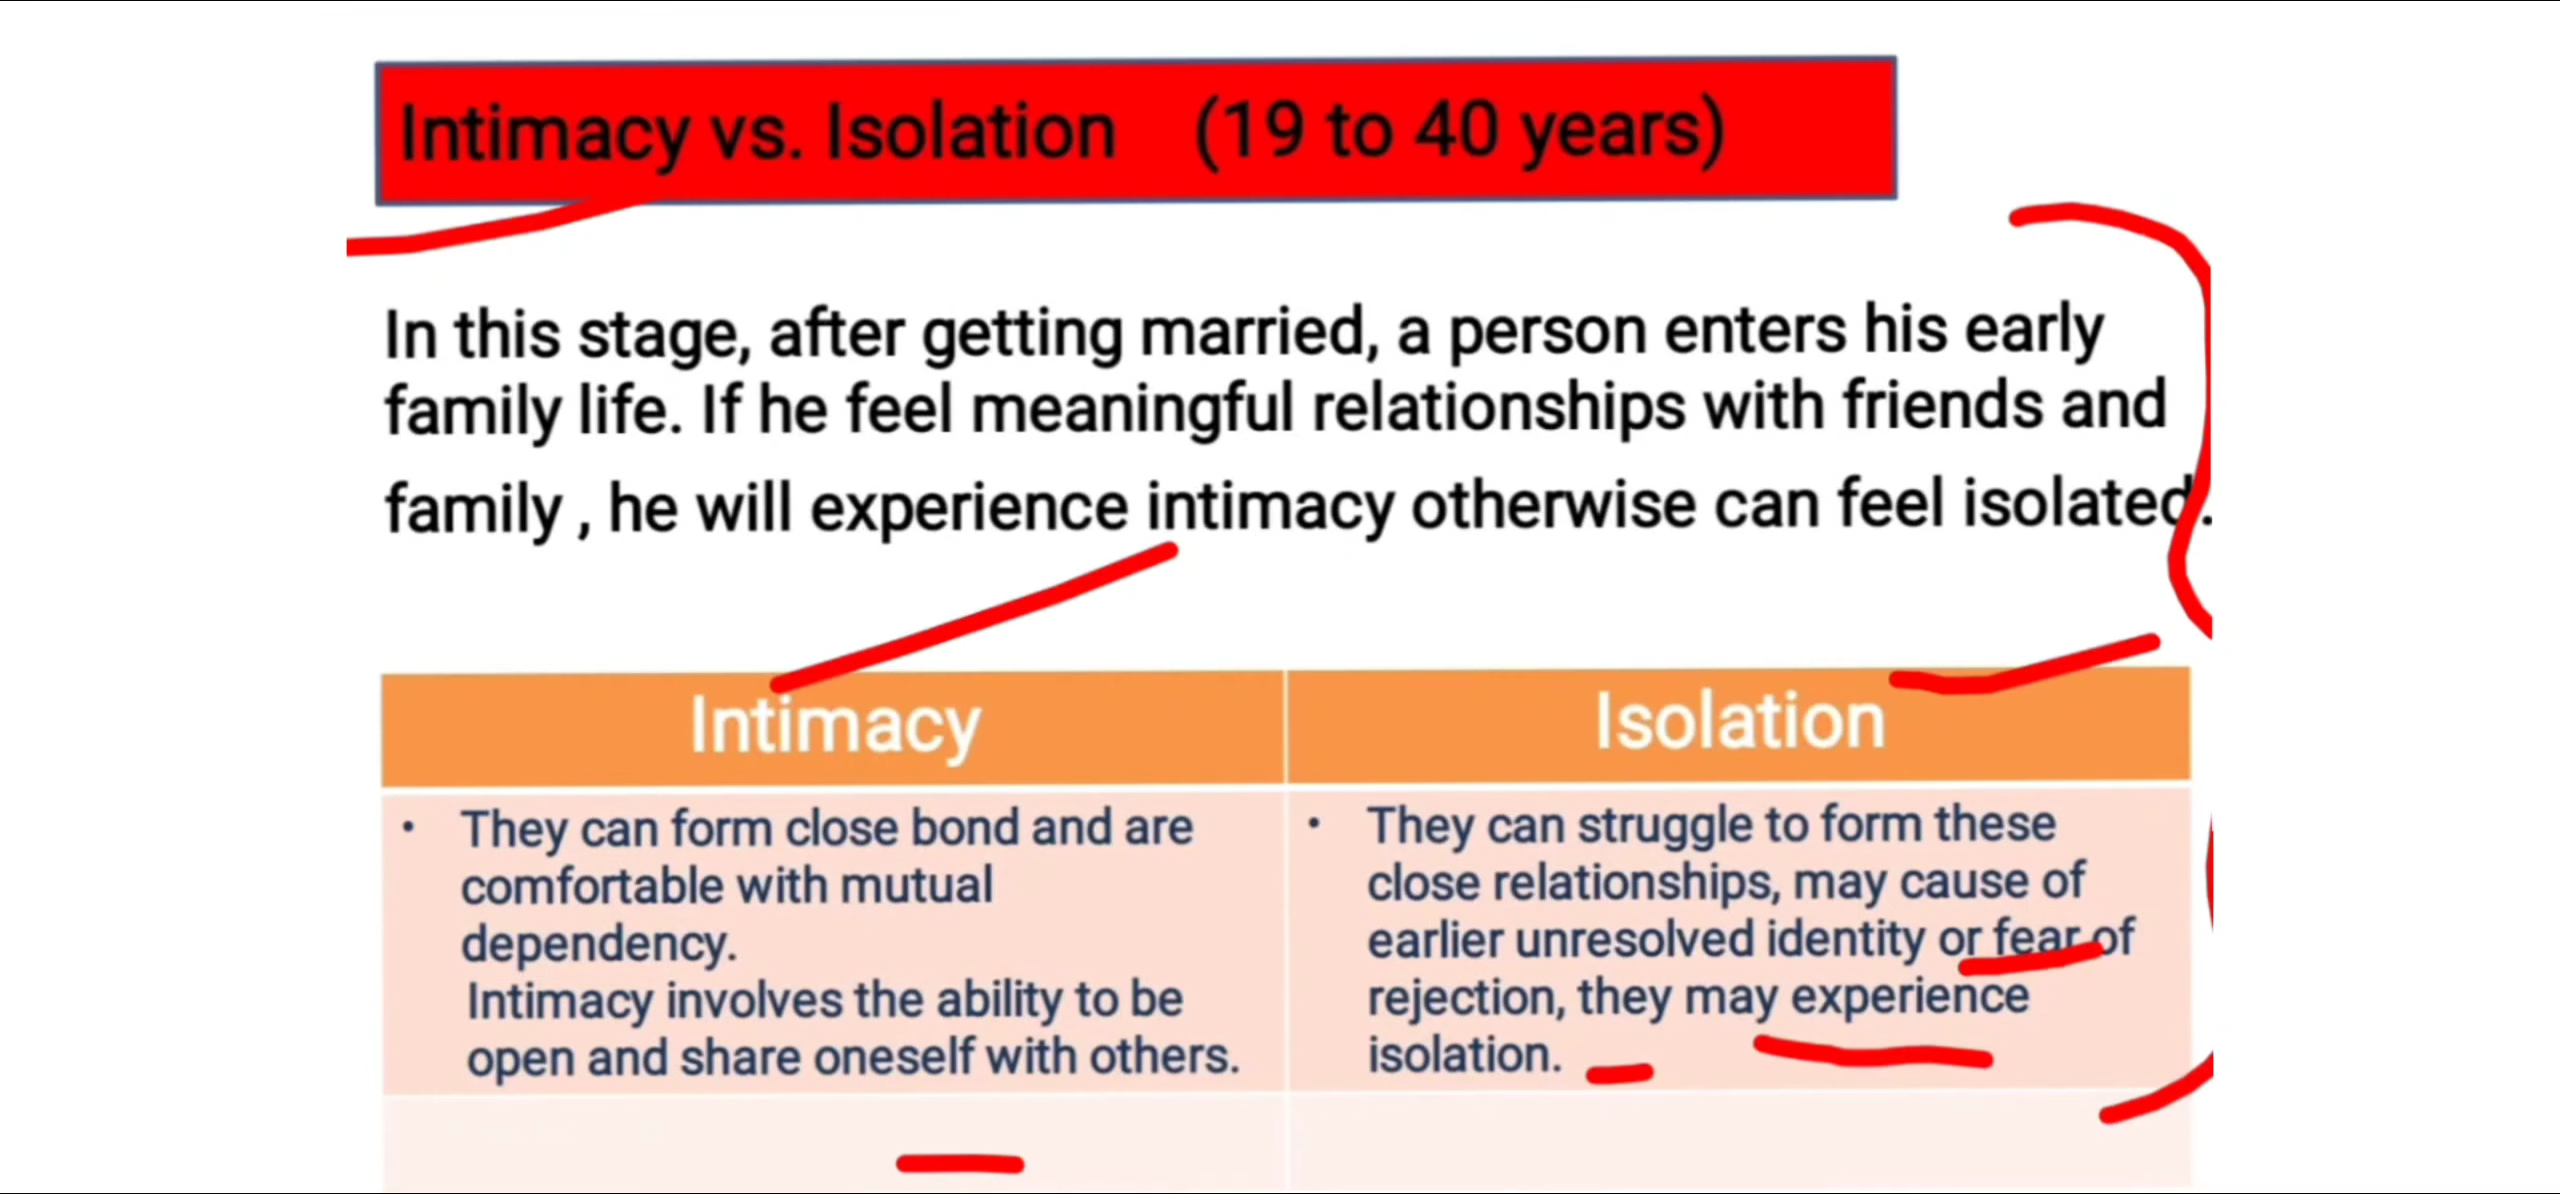 Intimacy vs. Isolation (19 to 40 years)
In this stage, after getting married, a person enters his early
family life. If he feel meaningful relationships with friends and
family , he will experience intimacy otherwise can feel isolated.
Intimacy
• They can form close bond and are
comfortable with mutual
dependency.
Intimacy involves the ability to be
open and share oneself with others.
Isolation
• They can struggle to form these
close relationships, may cause of
earlier unresolved identity or fear of
rejection, they may experience
isolation.